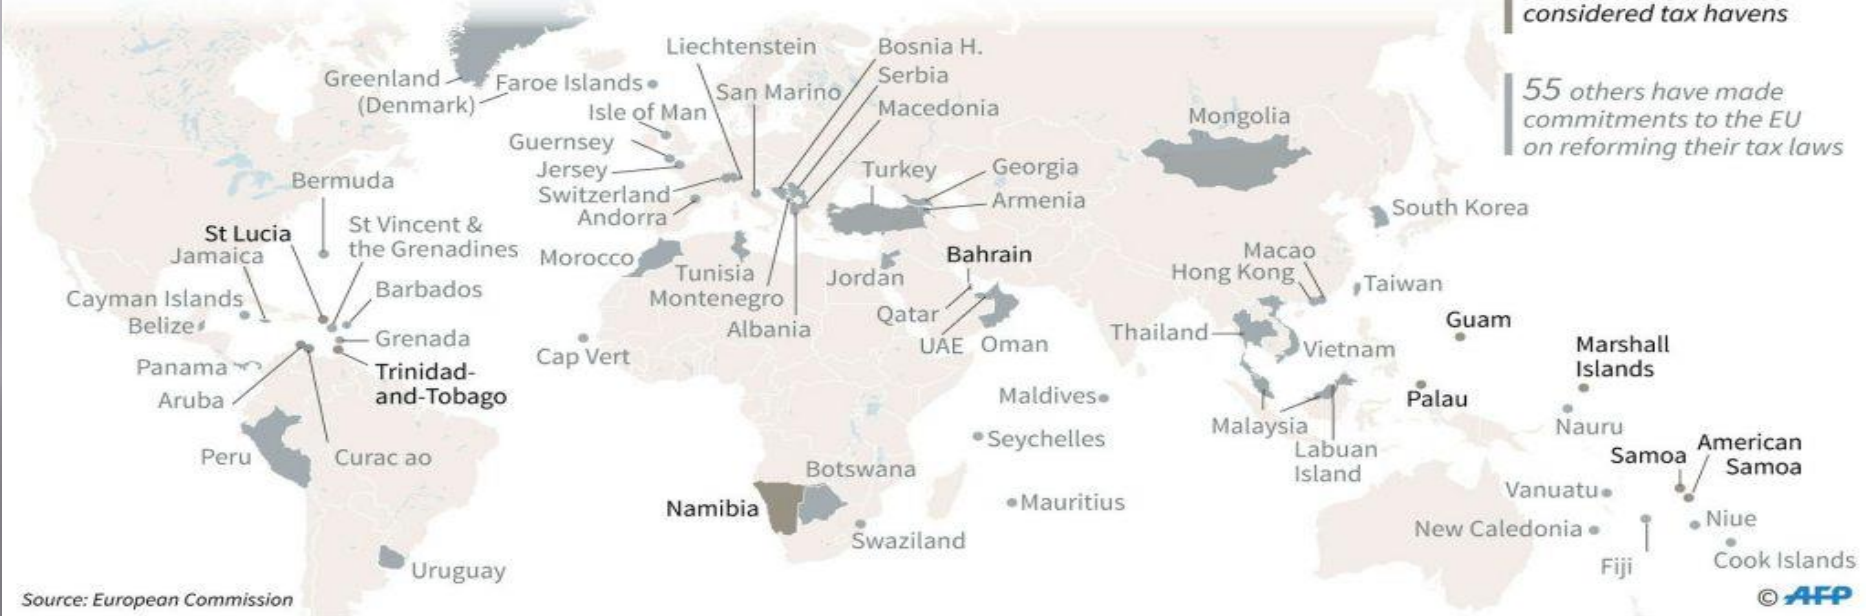 considered tax havens
55 others have made
commitments to the EU
on reforming their tax laws
Greenland
(Denmark)
Faroe Islands
Liechtenstein
San Marino
Bosnia H.
Serbia
Macedonia
Isle of Man
Guernsey
Jersey
Switzerland
Andorra
Turkey
Georgia
Armenia
Mongolia
South Korea
Bermuda
St Lucia
Jamaica
St Vincent &
the Grenadines
Cayman Islands
Belize
Barbados
Grenada
Panama
Trinidad-
and-Tobago
Aruba
Peru
Curac ao
Uruguay
Morocco
Tunisia
Montenegro
Albania
Jordan
Bahrain
Qatar
UAE
Oman
Cap Vert
Macao
Hong Kong
Taiwan
Thailand
Vietnam
Guam
Marshall
Islands
Palau
Nauru
Maldives
Seychelles
Malaysia
Labuan
Island
Samoa
American
Samoa
Botswana
Namibia
Mauritius
Swaziland
Vanuatu
New Caledonia
Fiji
Niue
Cook Islands
Source: European Commission
© AFP